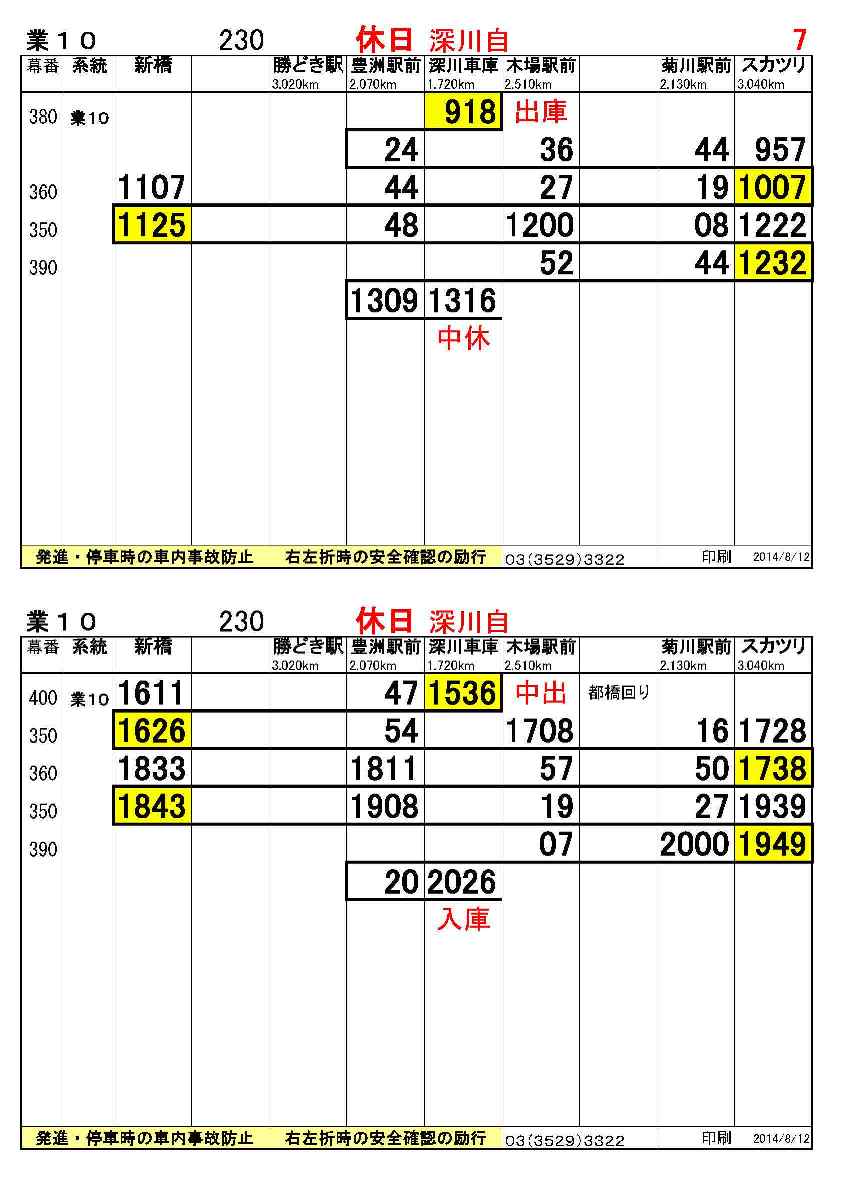 業１０ 230 休日 深川自 7
幕番 系統 新橋 勝どき駅 豊洲駅前 深川車庫 木場駅前 菊川駅前 スカツリ
3.020km 2.070km 1.720km 2.510km 2.130km 3.040km
380 業10 918 出庫
24 36 44 957
360 1107 44 27 19 1007
350 1125 48 1200 08 1222
390 52 44 1232
1309 1316
中休
発進・停車時の車内事故防止 右左折時の安全確認の励行 03(3529)3322 印刷 2014/8/12
業１０ 230 休日 深川自
幕番 系統 新橋 勝どき駅 豊洲駅前 深川車庫 木場駅前 菊川駅前 スカツリ
3.020km 2.070km 1.720km 2.510km 2.130km 3.040km
400 業10 1611 47 1536 中出 都橋回り
350 1626 54 1708 16 1728
360 1833 1811 57 50 1738
350 1843 1908 19 27 1939
390 07 2000 1949
20 2026
入庫
発進・停車時の車内事故防止 右左折時の安全確認の励行 03(3529)3322 印刷 2014/8/12